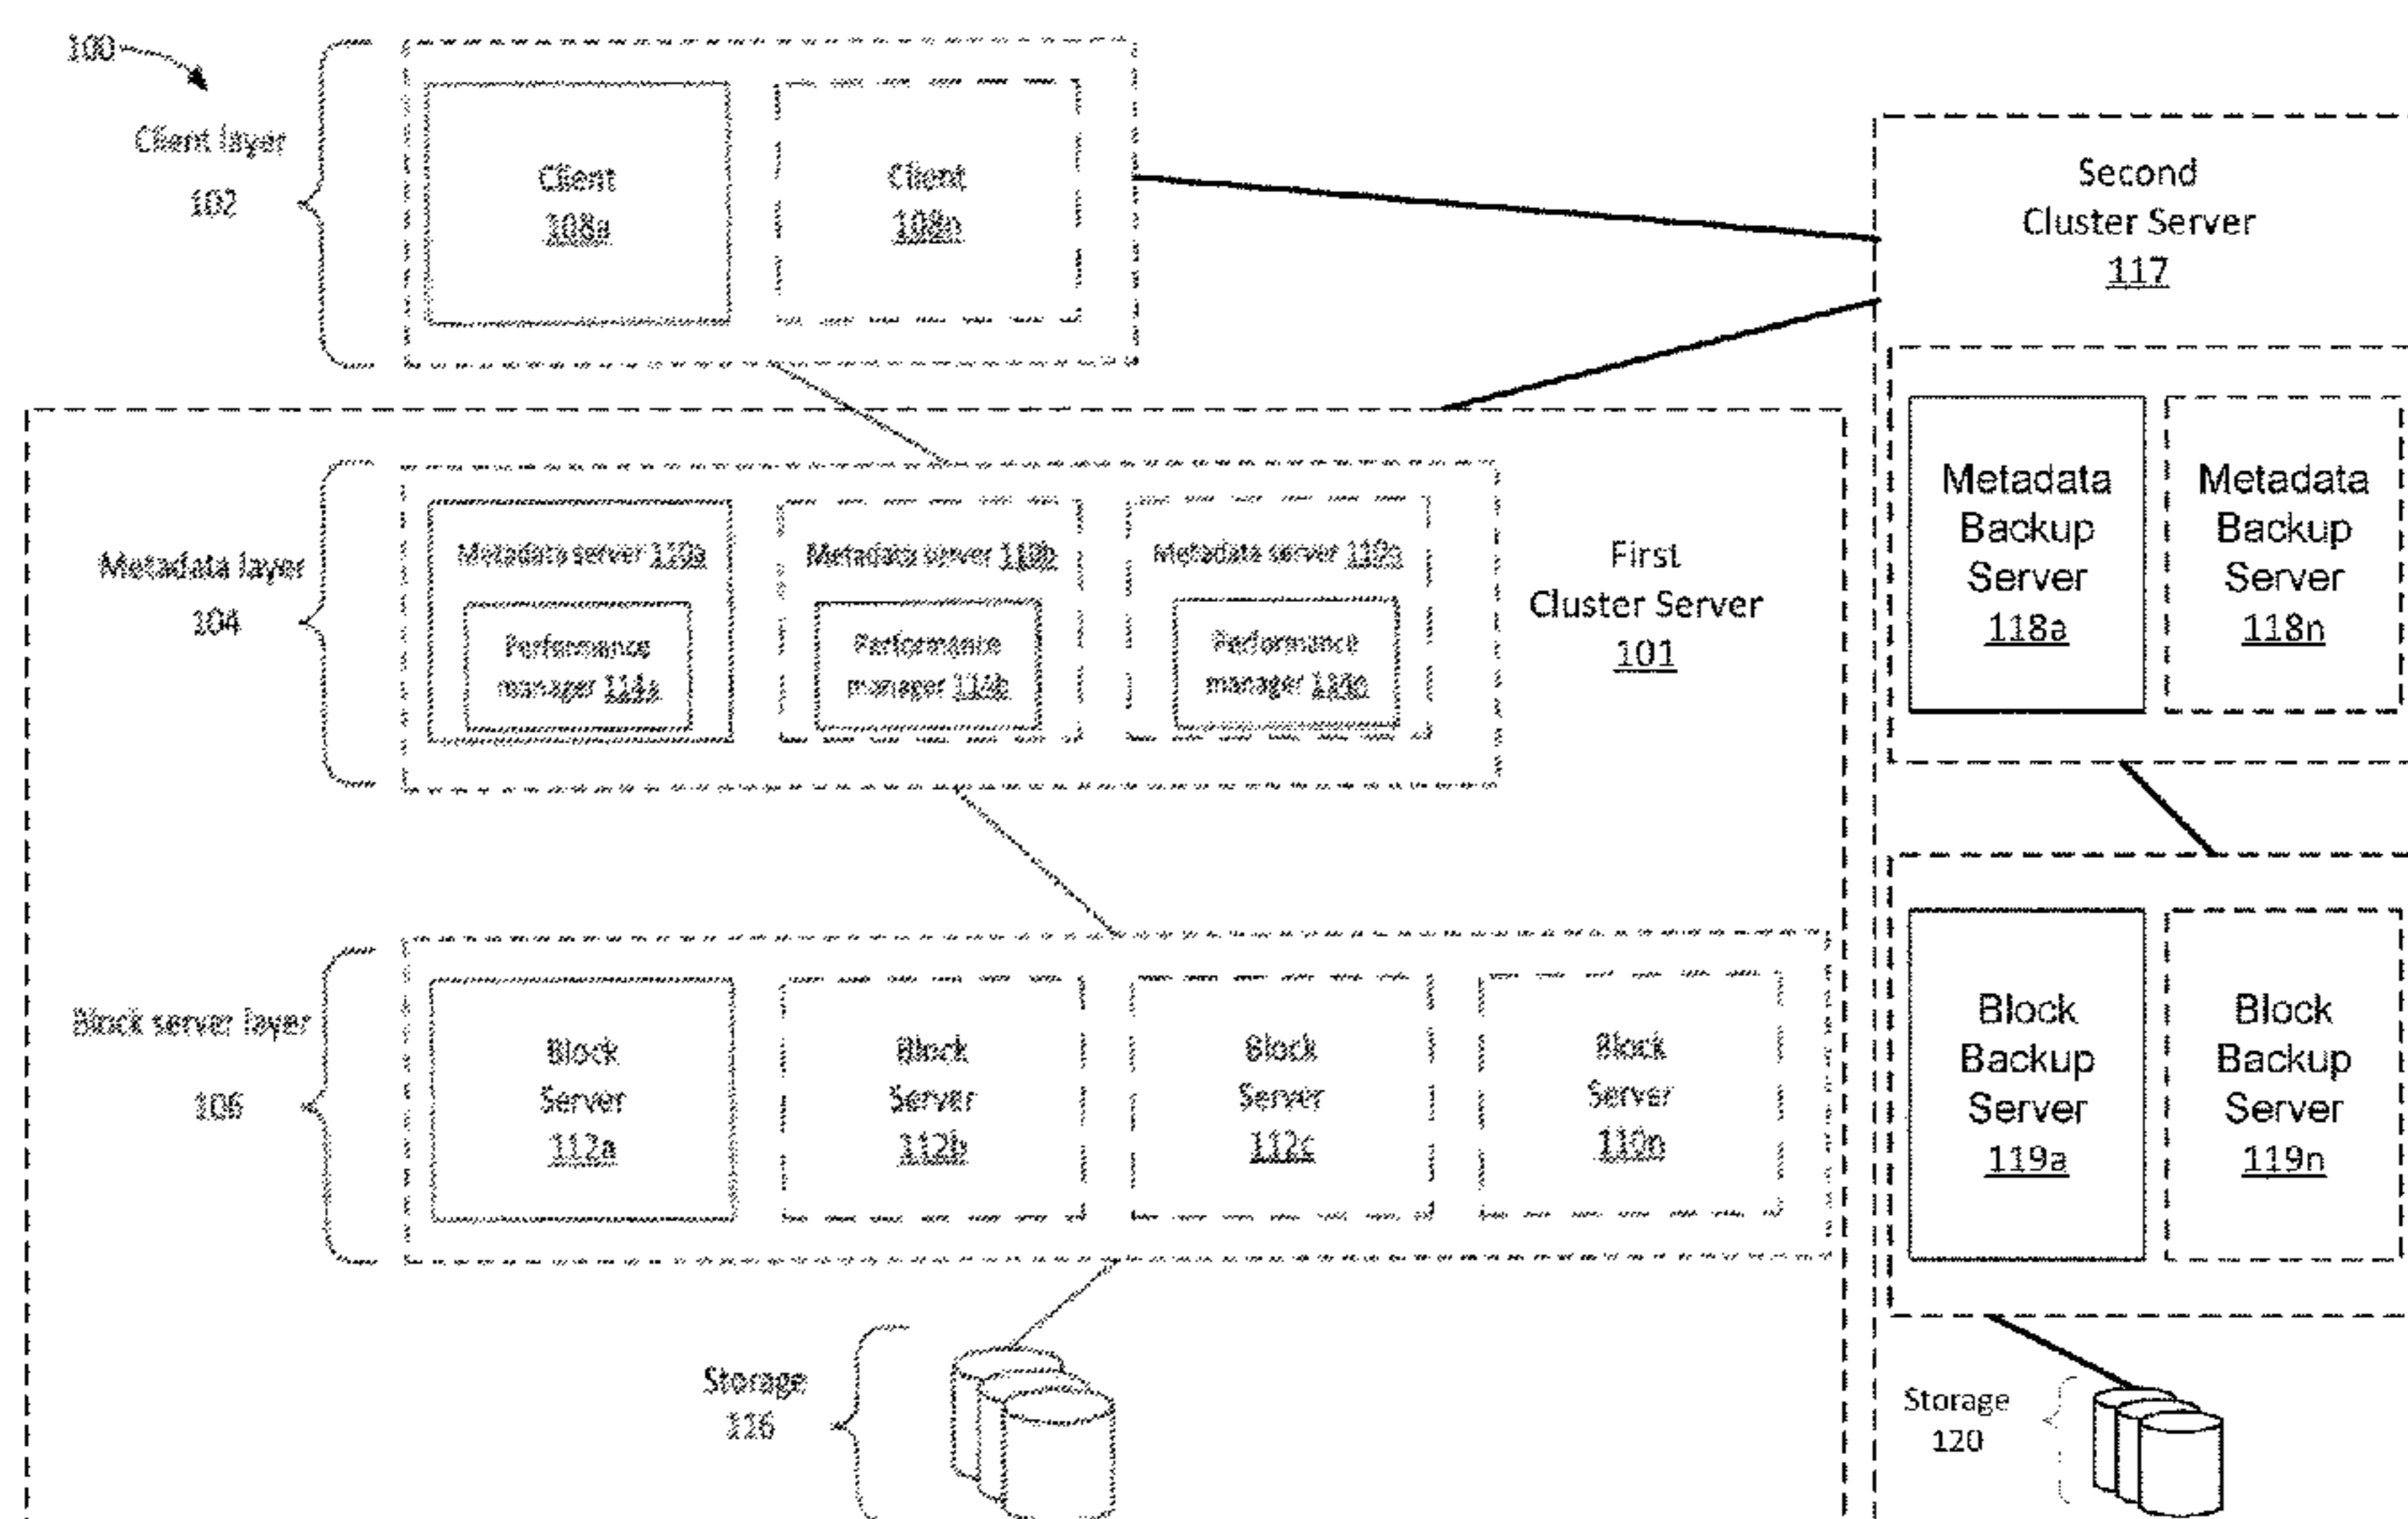 100
Client layer
102
Client
108a
Client
108n
Second
Cluster Server
117
Metadata layer
104
Metadata server 110a
Performance
manager 114a
Metadata server 110b
Performance
manager 114b
Metadata server 110n
Performance
manager 114n
First
Cluster Server
101
Metadata
Backup
Server
118a
Metadata
Backup
Server
118n
Block server layer
106
Block
Server
112a
Block
Server
112b
Block
Server
112c
Block
Server
110n
Block
Backup
Server
119a
Block
Backup
Server
119n
Storage
116
Storage
120